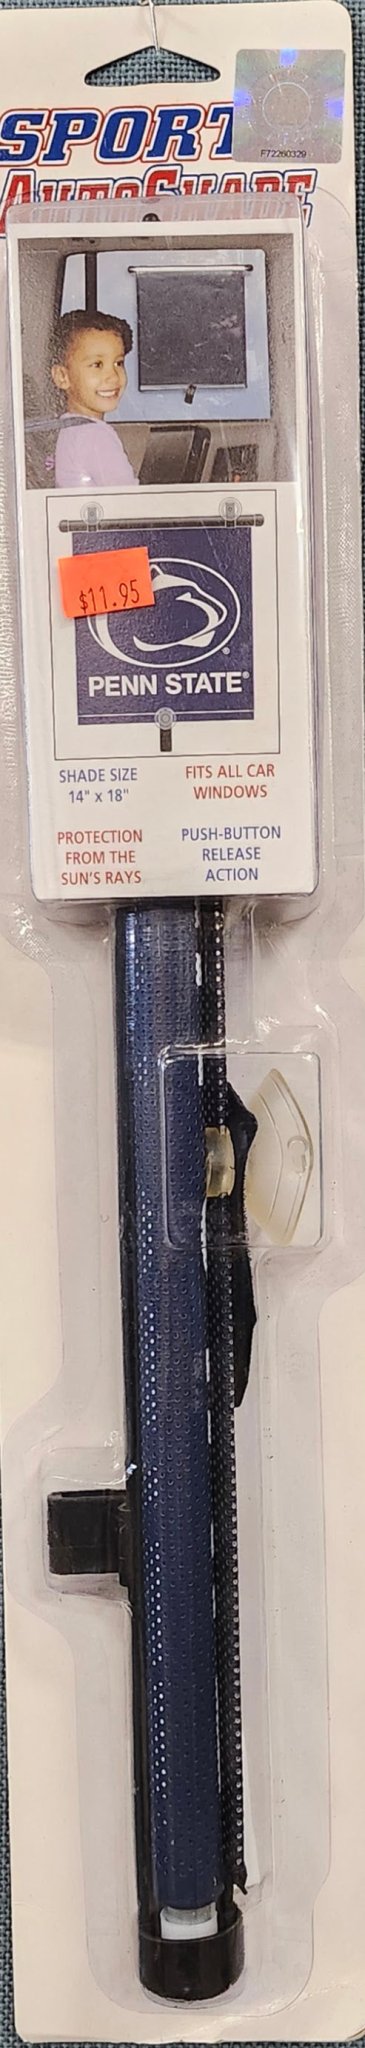 SPORT
AUTOSHADE
F72260329
$11.95
®
PENN STATE®
SHADE SIZE
14" x 18"
FITS ALL CAR
WINDOWS
PROTECTION
FROM THE
SUN'S RAYS
PUSH-BUTTON
RELEASE
ACTION